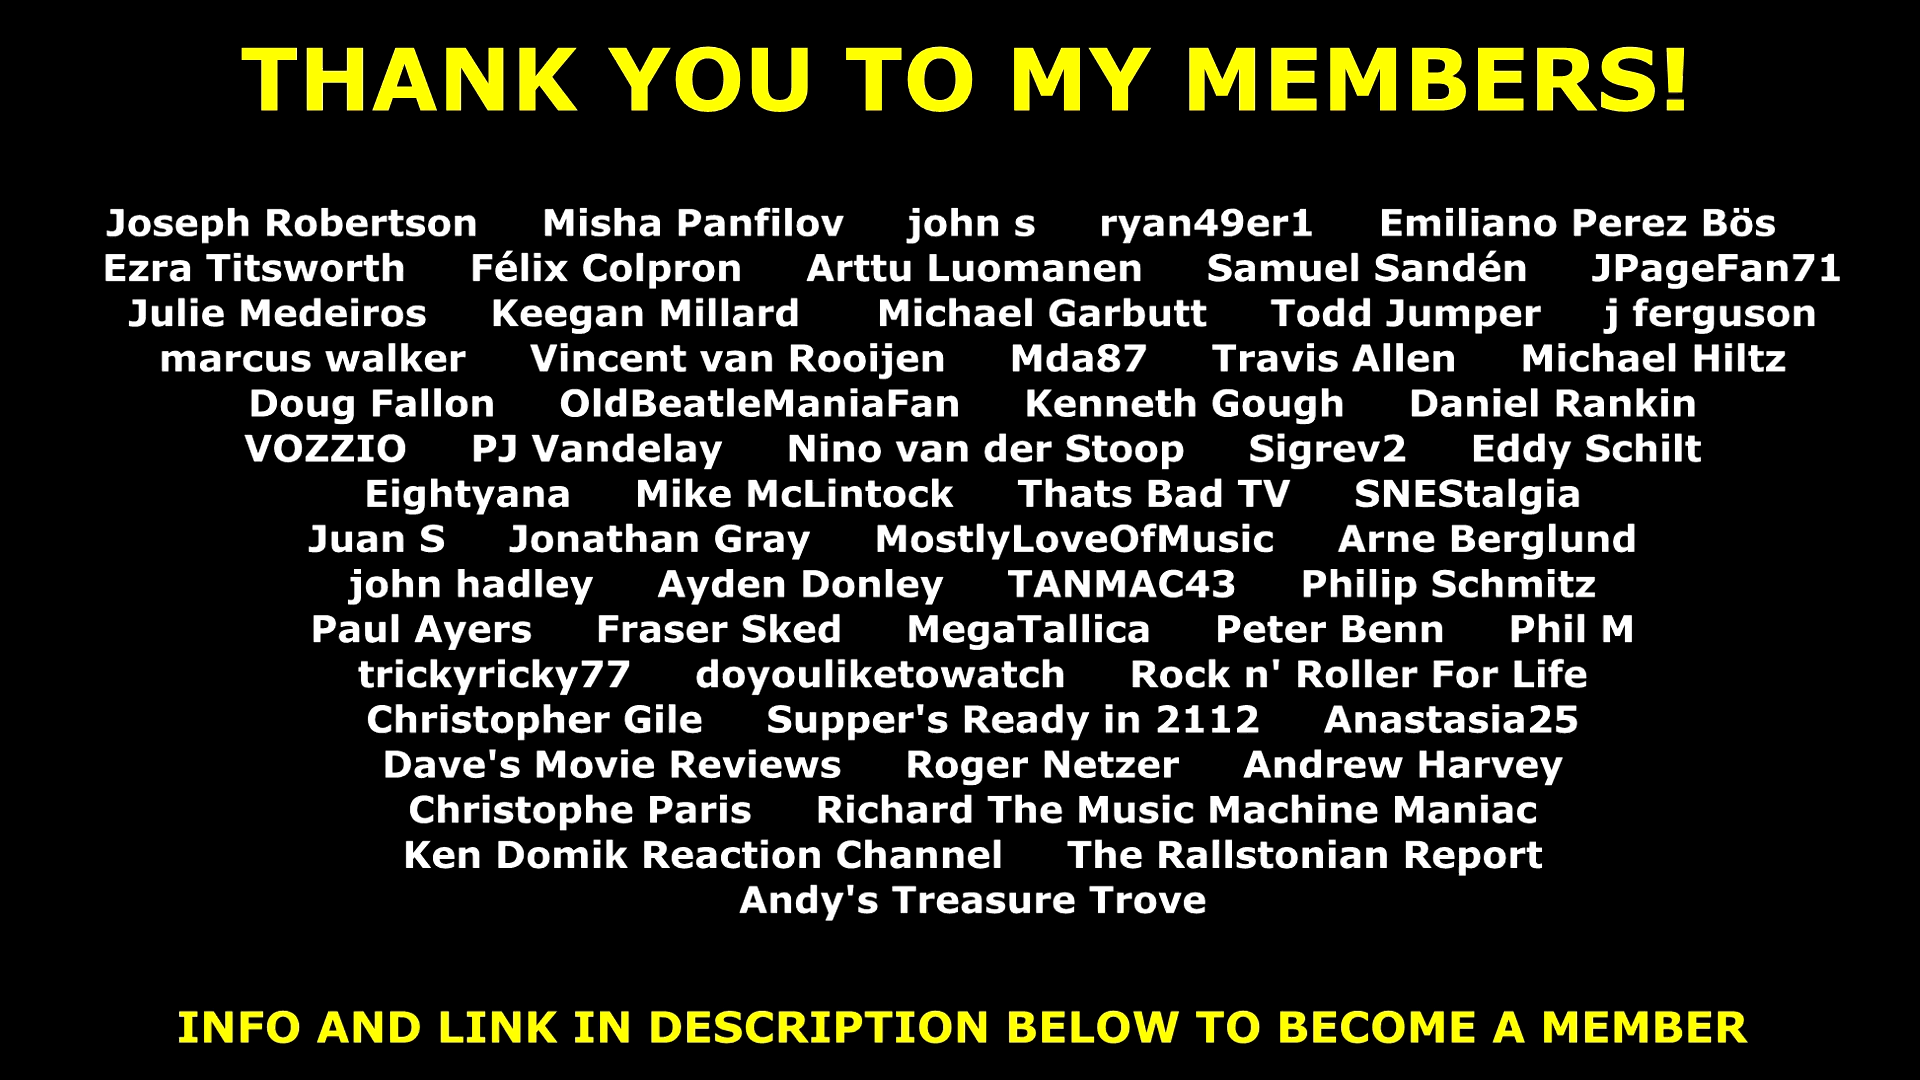 THANK YOU TO MY MEMBERS!
Joseph Robertson Misha Panfilov john s ryan49er1 Emiliano Perez Bös
Ezra Titsworth Félix Colpron Arttu Luomanen Samuel Sandén JPageFan71
Julie Medeiros Keegan Millard Michael Garbutt Todd Jumper j ferguson
marcus walker Vincent van Rooijen Mda87 Travis Allen Michael Hiltz
Doug Fallon OldBeatleManiaFan Kenneth Gough Daniel Rankin
VOZZIO PJ Vandelay Nino van der Stoop Sigrev2 Eddy Schilt
Eightyana Mike McLintock Thats Bad TV SNEStalgia
Juan S Jonathan Gray MostlyLoveOfMusic Arne Berglund
john hadley Ayden Donley TANMAC43 Philip Schmitz
Paul Ayers Fraser Sked MegaTallica Peter Benn Phil M
trickyricky77 doyouliketowatch Rock n' Roller For Life
Christopher Gile Supper's Ready in 2112 Anastasia25
Dave's Movie Reviews Roger Netzer Andrew Harvey
Christophe Paris Richard The Music Machine Maniac
Ken Domik Reaction Channel The Rallstonian Report
Andy's Treasure Trove
INFO AND LINK IN DESCRIPTION BELOW TO BECOME A MEMBER